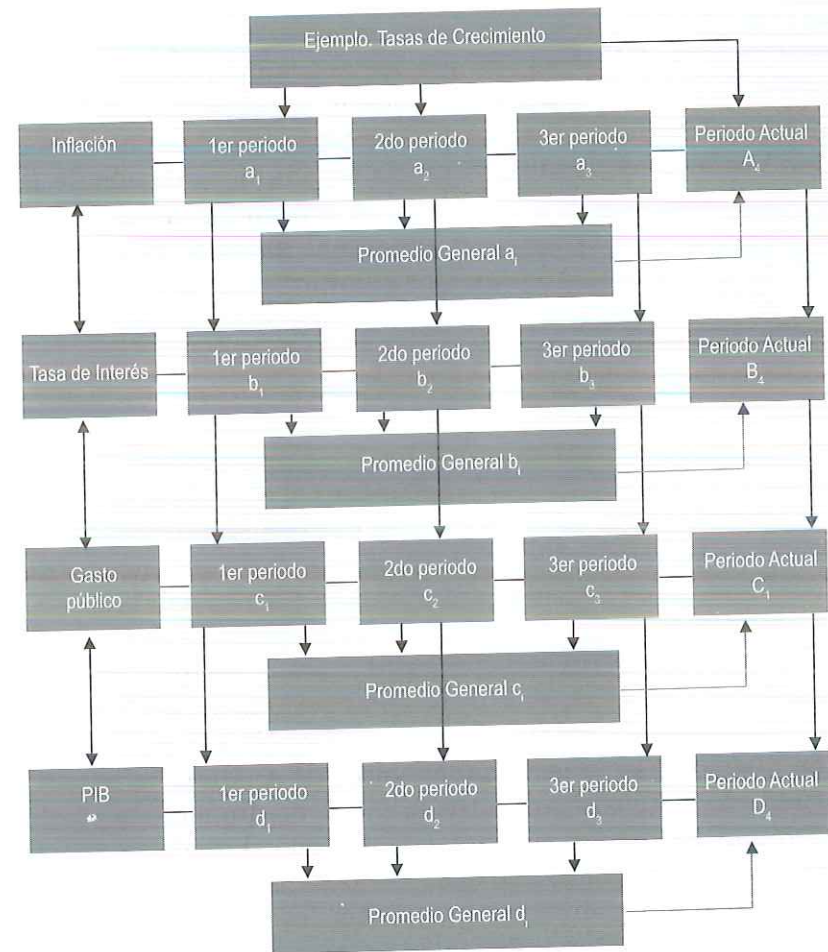 Ejemplo. Tasas de Crecimiento
Inflación
1er periodo
a₁
2do periodo
a₂
3er periodo
a₃
Periodo Actual
A₄
Promedio General aᵢ
Tasa de Interés
1er periodo
b₁
2do periodo
b₂
3er periodo
b₃
Periodo Actual
B₄
Promedio General bᵢ
Gasto
público
1er periodo
c₁
2do periodo
c₂
3er periodo
c₃
Periodo Actual
C₁
Promedio General cᵢ
PIB
1er periodo
d₁
2do periodo
d₂
3er periodo
d₃
Periodo Actual
D₄
Promedio General dᵢ